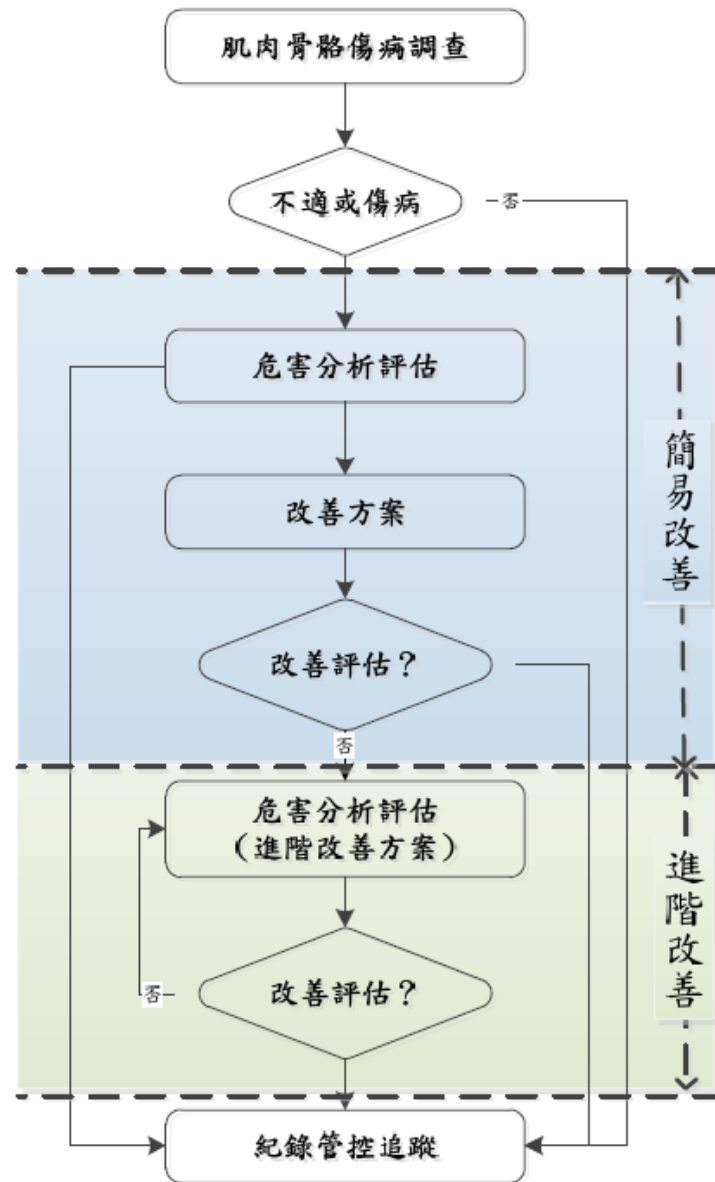 肌肉骨骼傷病調查
不適或傷病
否
危害分析評估
改善方案
改善評估？
否
簡易改善
危害分析評估
（進階改善方案）
改善評估？
否
進階改善
紀錄管控追蹤